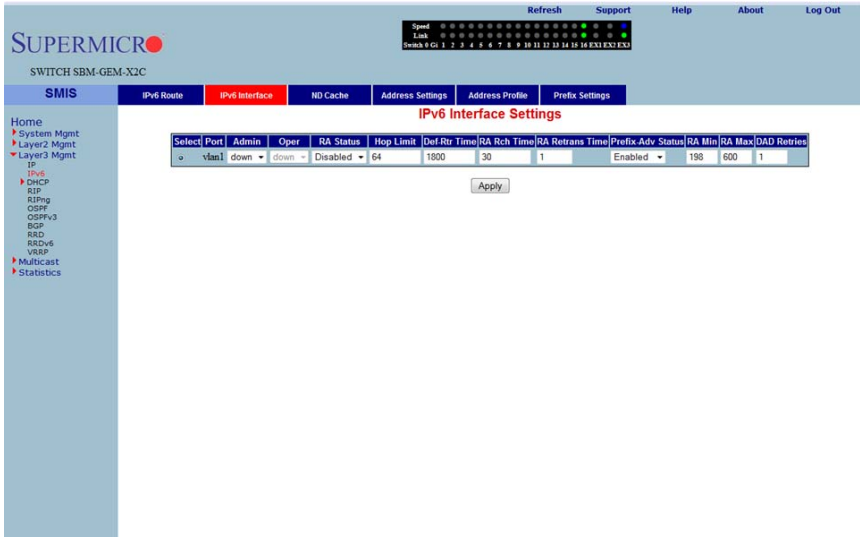 Refresh Support Help About Log Out
SUPERMICRO
Speed
Link
Switch 0 Gi 1 2 3 4 5 6 7 8 9 10 11 12 13 14 15 16 EX1 EX2 EX3
SWITCH SBM-GEM-X2C
SMIS
IPv6 Route IPv6 Interface ND Cache Address Settings Address Profile Prefix Settings
IPv6 Interface Settings
Home
System Mgmt
Layer2 Mgmt
Layer3 Mgmt
IP
IPv6
DHCP
RIP
RIPng
OSPF
OSPFv3
BGP
RRD
RRDv6
VRRP
Multicast
Statistics
Select Port Admin Oper RA Status Hop Limit Def-Rtr Time RA Rch Time RA Retrans Time Prefix-Adv Status RA Min RA Max DAD Retries
vlan1 down down Disabled 64 1800 30 1 Enabled 198 600 1
Apply